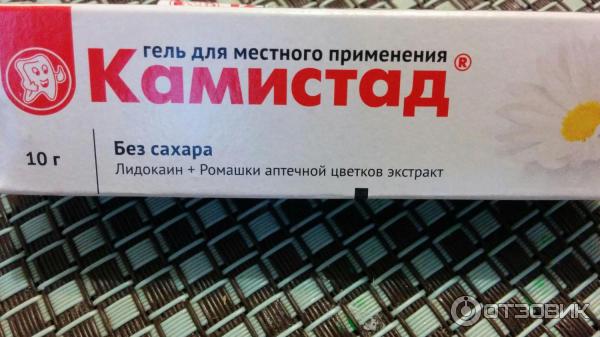 гель для местного применения
Камистад®
10 г
Без сахара
Лидокаин + Ромашки аптечной цветков экстракт
ОТЗОВИК